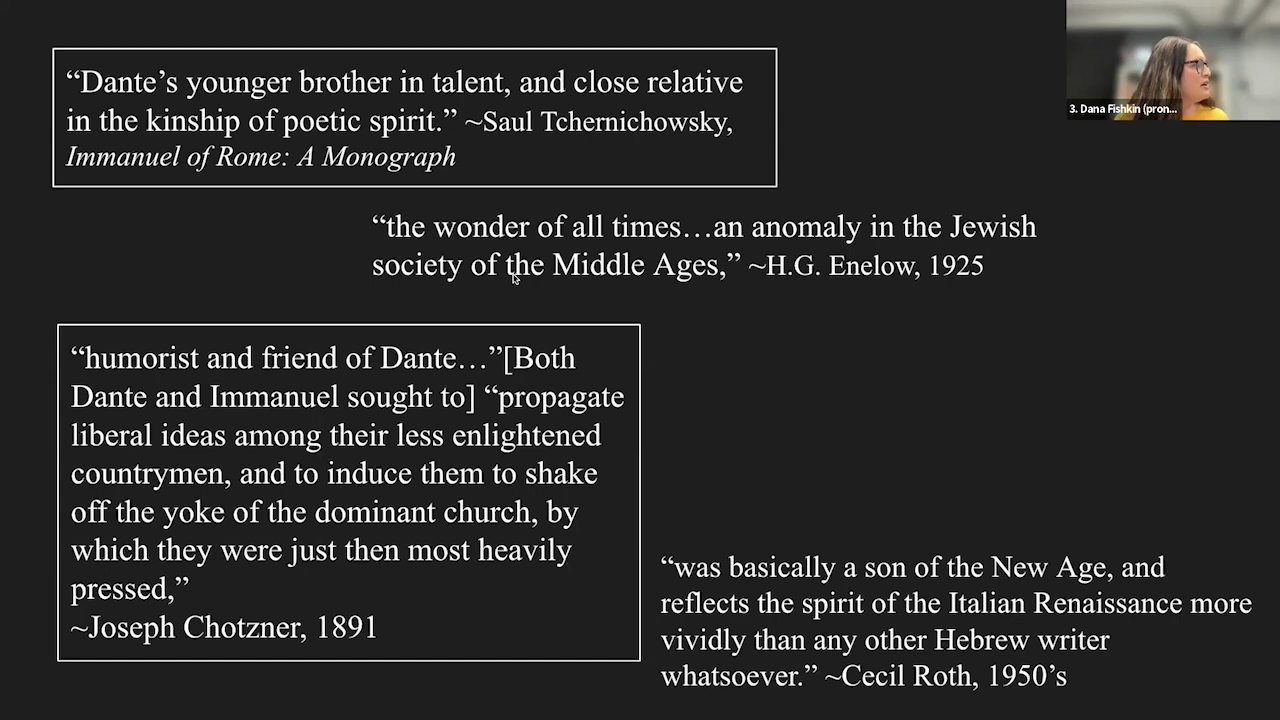 “Dante’s younger brother in talent, and close relative
in the kinship of poetic spirit.” ~Saul Tchernichowsky,
Immanuel of Rome: A Monograph
3. Dana Fishkin (pron...
“the wonder of all times…an anomaly in the Jewish
society of the Middle Ages,” ~H.G. Enelow, 1925
“humorist and friend of Dante…”[Both
Dante and Immanuel sought to] “propagate
liberal ideas among their less enlightened
countrymen, and to induce them to shake
off the yoke of the dominant church, by
which they were just then most heavily
pressed,”
~Joseph Chotzner, 1891
“was basically a son of the New Age, and
reflects the spirit of the Italian Renaissance more
vividly than any other Hebrew writer
whatsoever.” ~Cecil Roth, 1950’s